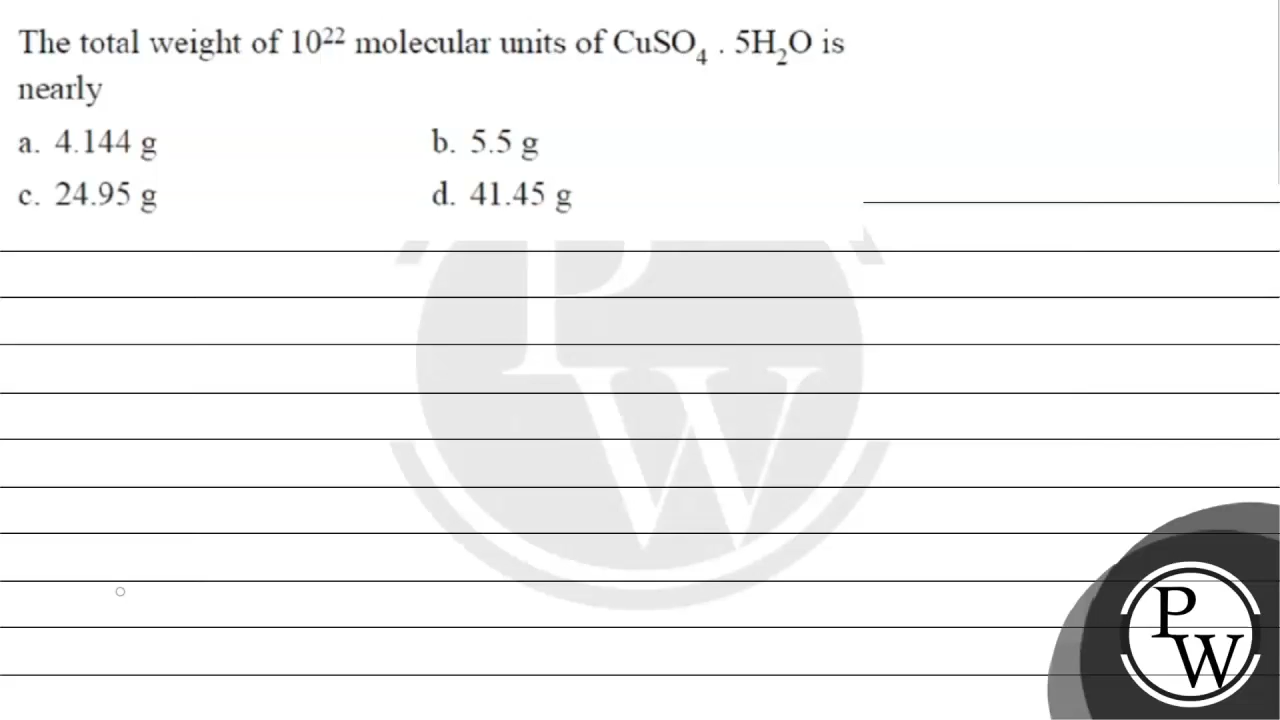 The total weight of 10²² molecular units of CuSO₄ . 5H₂O is
nearly
a. 4.144 g b. 5.5 g
c. 24.95 g d. 41.45 g
P
W
P
W